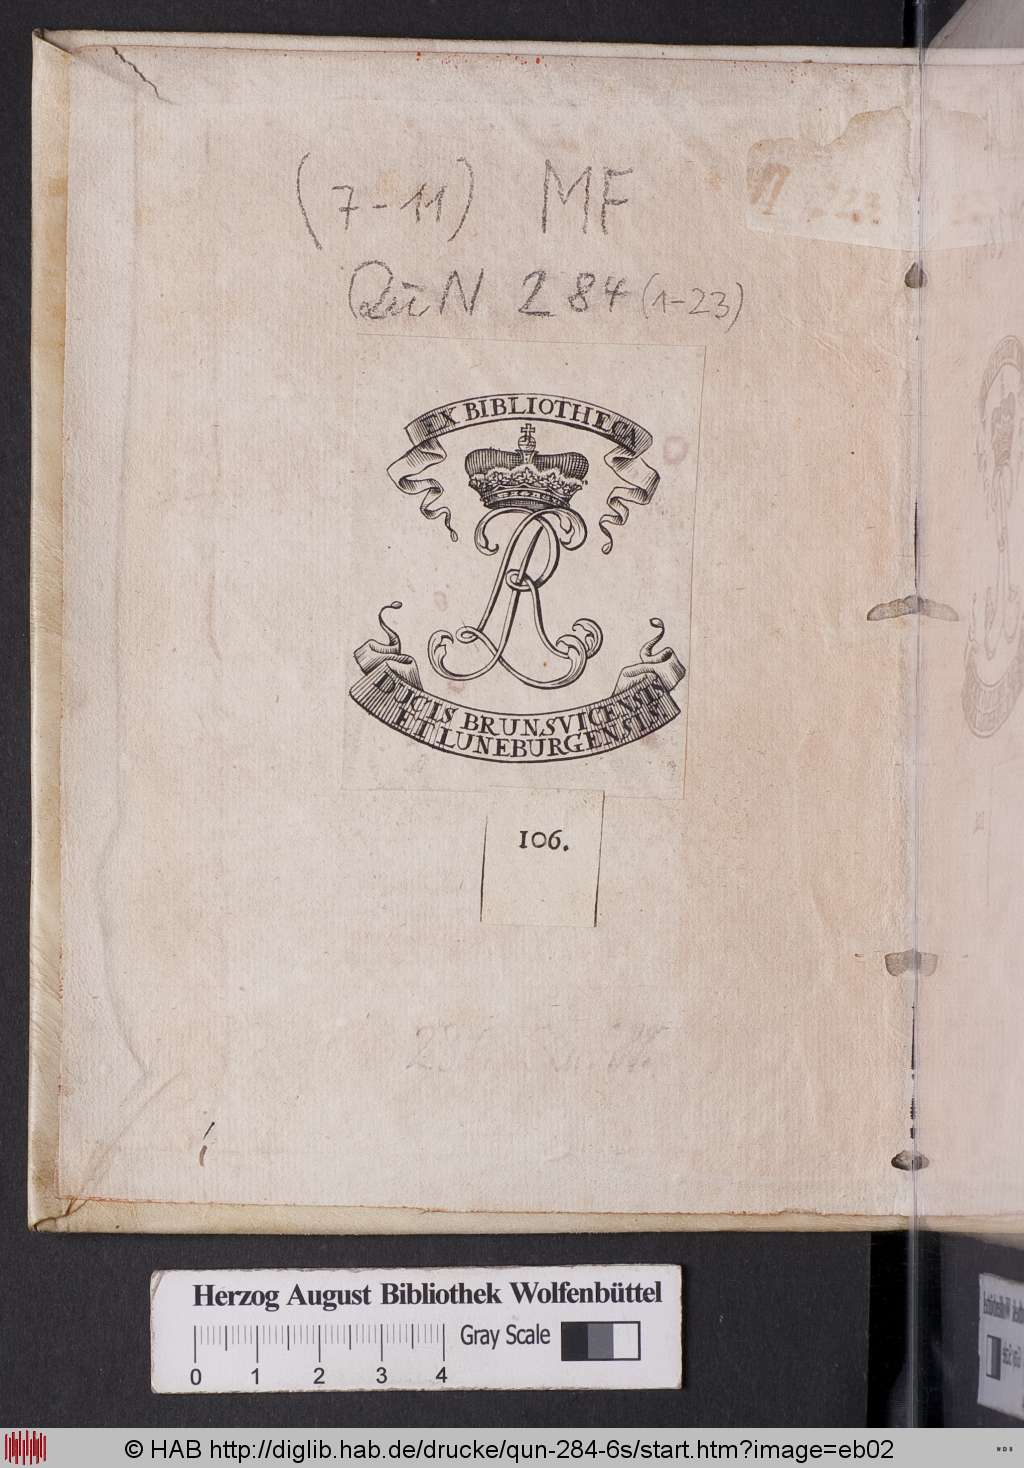 (7-11) MF
QuN 284 (1-23)
EX BIBLIOTHECA
DUCIS BRUNSVICENSIS
ET LUNEBURGENSIS
106.
Herzog August Bibliothek Wolfenbüttel
0 1 2 3 4
Gray Scale
© HAB http://diglib.hab.de/drucke/qun-284-6s/start.htm?image=eb02